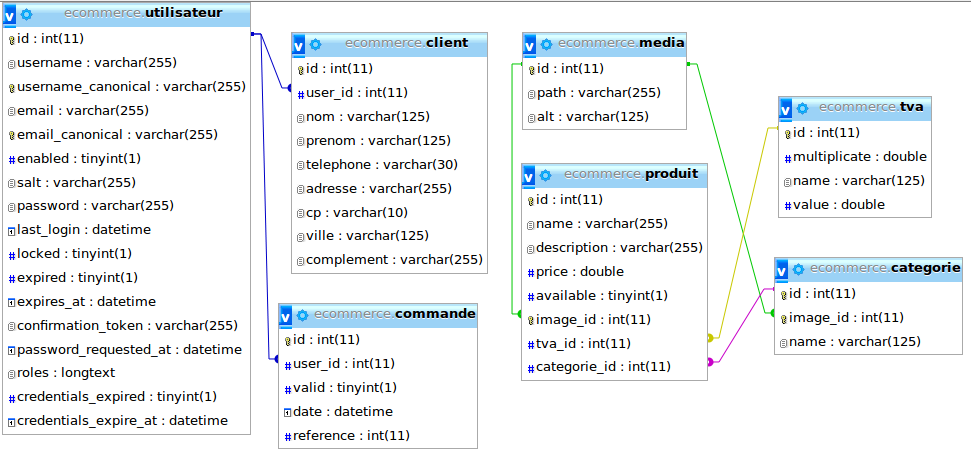 ecommerce.utilisateur
id : int(11)
username : varchar(255)
username_canonical : varchar(255)
email : varchar(255)
email_canonical : varchar(255)
enabled : tinyint(1)
salt : varchar(255)
password : varchar(255)
last_login : datetime
locked : tinyint(1)
expired : tinyint(1)
expires_at : datetime
confirmation_token : varchar(255)
password_requested_at : datetime
roles : longtext
credentials_expired : tinyint(1)
credentials_expire_at : datetime
ecommerce.client
id : int(11)
user_id : int(11)
nom : varchar(125)
prenom : varchar(125)
telephone : varchar(30)
adresse : varchar(255)
cp : varchar(10)
ville : varchar(125)
complement : varchar(255)
ecommerce.commande
id : int(11)
user_id : int(11)
valid : tinyint(1)
date : datetime
reference : int(11)
ecommerce.media
id : int(11)
path : varchar(255)
alt : varchar(125)
ecommerce.produit
id : int(11)
name : varchar(255)
description : varchar(255)
price : double
available : tinyint(1)
image_id : int(11)
tva_id : int(11)
categorie_id : int(11)
ecommerce.tva
id : int(11)
multiplicate : double
name : varchar(125)
value : double
ecommerce.categorie
id : int(11)
image_id : int(11)
name : varchar(125)